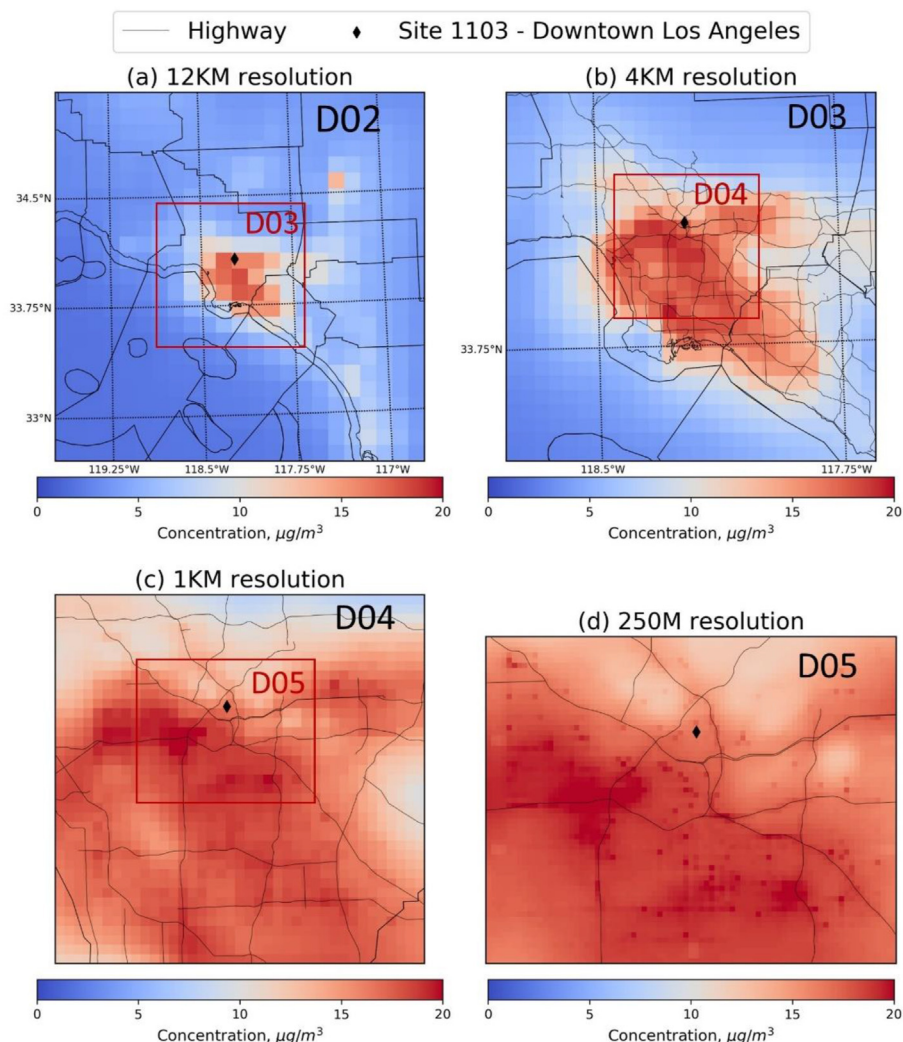 Highway Site 1103 - Downtown Los Angeles
(a) 12KM resolution
D02
D03
34.5°N
33.75°N
33°N
119.25°W 118.5°W 117.75°W 117°W
0 5 10 15 20
Concentration, μg/m³
(b) 4KM resolution
D03
D04
33.75°N
118.5°W 117.75°W
0 5 10 15 20
Concentration, μg/m³
(c) 1KM resolution
D04
D05
0 5 10 15 20
Concentration, μg/m³
(d) 250M resolution
D05
0 5 10 15 20
Concentration, μg/m³